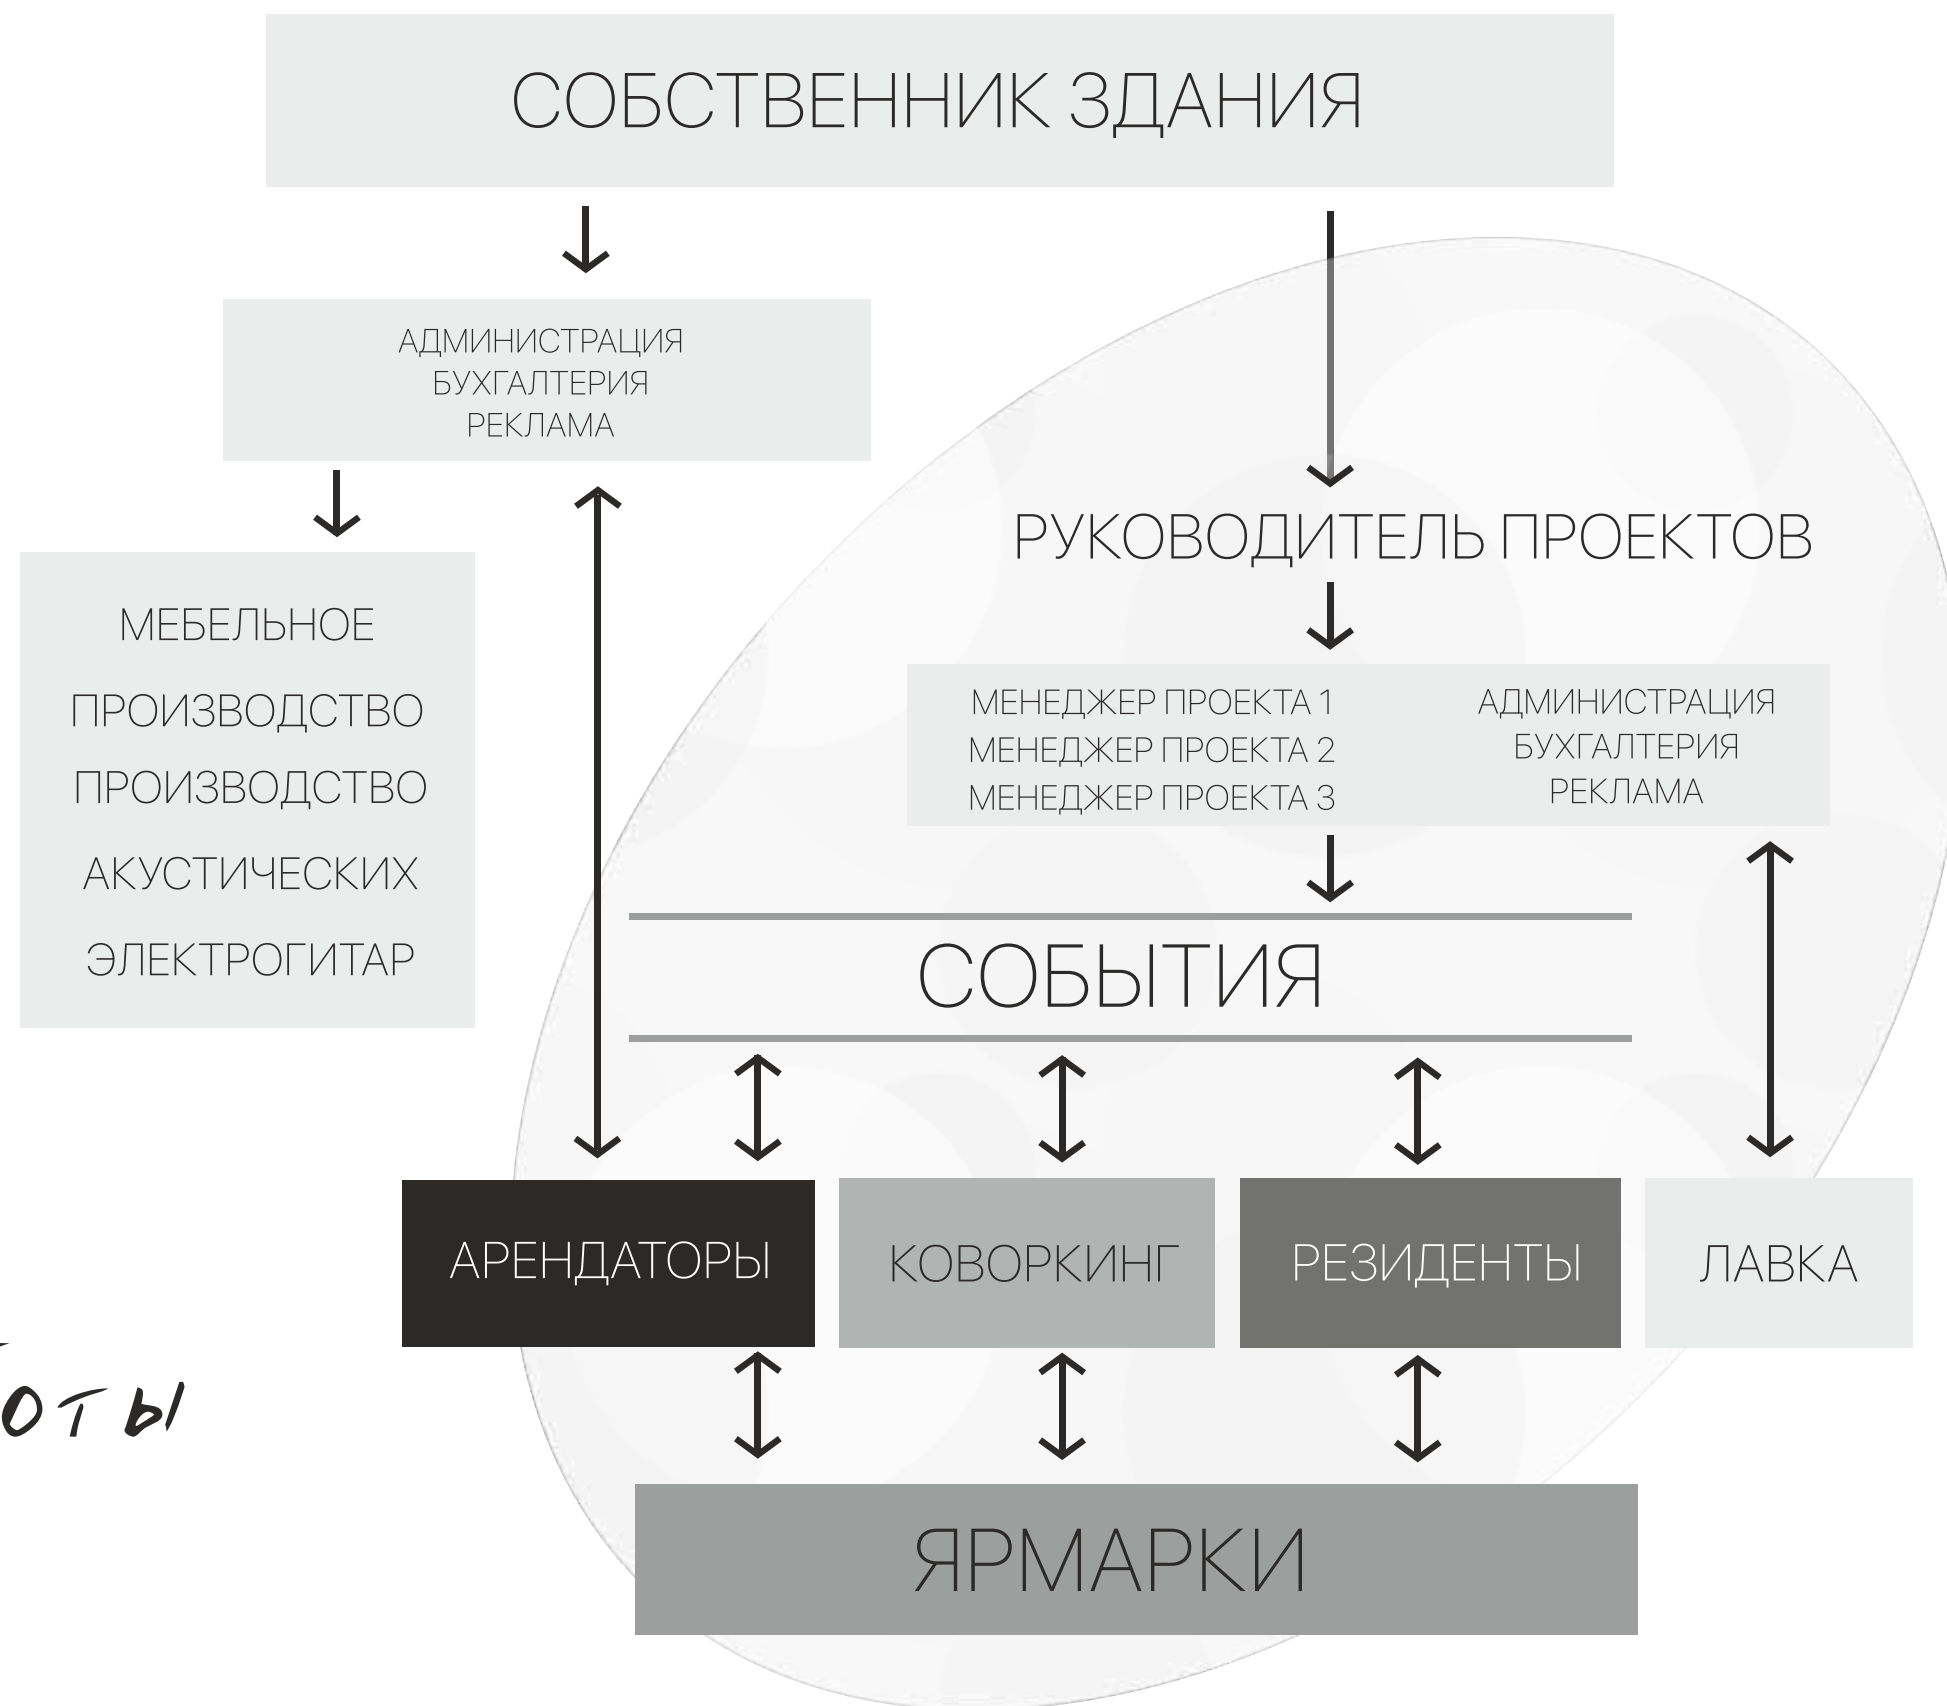 СОБСТВЕННИК ЗДАНИЯ
АДМИНИСТРАЦИЯ
БУХГАЛТЕРИЯ
РЕКЛАМА
РУКОВОДИТЕЛЬ ПРОЕКТОВ
МЕБЕЛЬНОЕ
ПРОИЗВОДСТВО
ПРОИЗВОДСТВО
АКУСТИЧЕСКИХ
ЭЛЕКТРОГИТАР
МЕНЕДЖЕР ПРОЕКТА 1
МЕНЕДЖЕР ПРОЕКТА 2
МЕНЕДЖЕР ПРОЕКТА 3
АДМИНИСТРАЦИЯ
БУХГАЛТЕРИЯ
РЕКЛАМА
СОБЫТИЯ
АРЕНДАТОРЫ
КОВОРКИНГ
РЕЗИДЕНТЫ
ЛАВКА
ОТЫ
ЯРМАРКИ